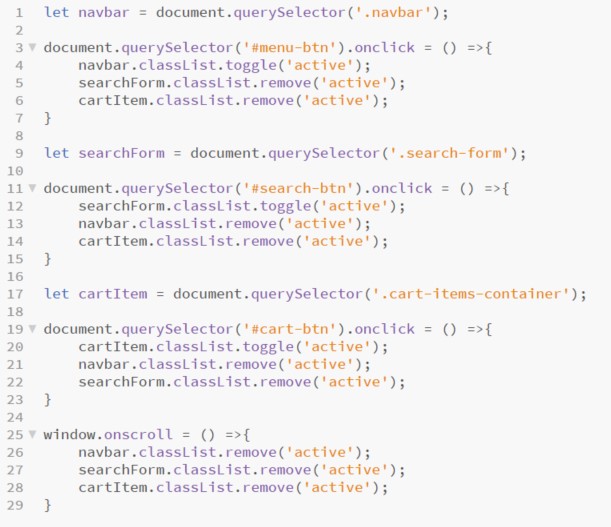 1 let navbar = document.querySelector('.navbar');
2
3 document.querySelector('#menu-btn').onclick = () =>{
4     navbar.classList.toggle('active');
5     searchForm.classList.remove('active');
6     cartItem.classList.remove('active');
7 }
8
9 let searchForm = document.querySelector('.search-form');
10
11 document.querySelector('#search-btn').onclick = () =>{
12     searchForm.classList.toggle('active');
13     navbar.classList.remove('active');
14     cartItem.classList.remove('active');
15 }
16
17 let cartItem = document.querySelector('.cart-items-container');
18
19 document.querySelector('#cart-btn').onclick = () =>{
20     cartItem.classList.toggle('active');
21     navbar.classList.remove('active');
22     searchForm.classList.remove('active');
23 }
24
25 window.onscroll = () =>{
26     navbar.classList.remove('active');
27     searchForm.classList.remove('active');
28     cartItem.classList.remove('active');
29 }